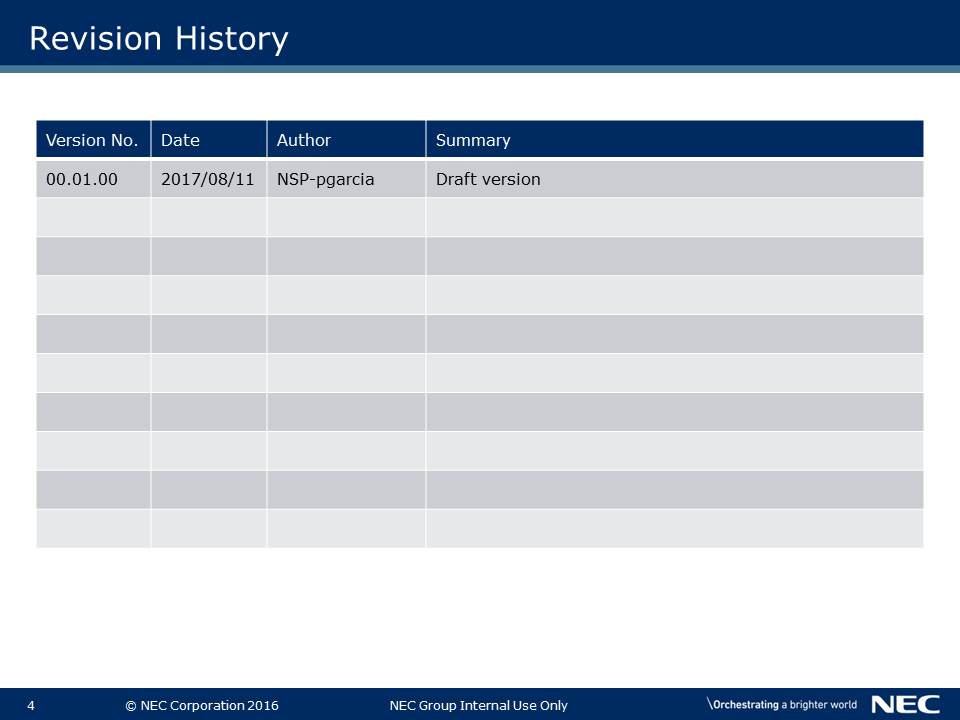 Revision History
Version No. Date Author Summary
00.01.00 2017/08/11 NSP-pgarcia Draft version
4 © NEC Corporation 2016 NEC Group Internal Use Only \Orchestrating a brighter world NEC